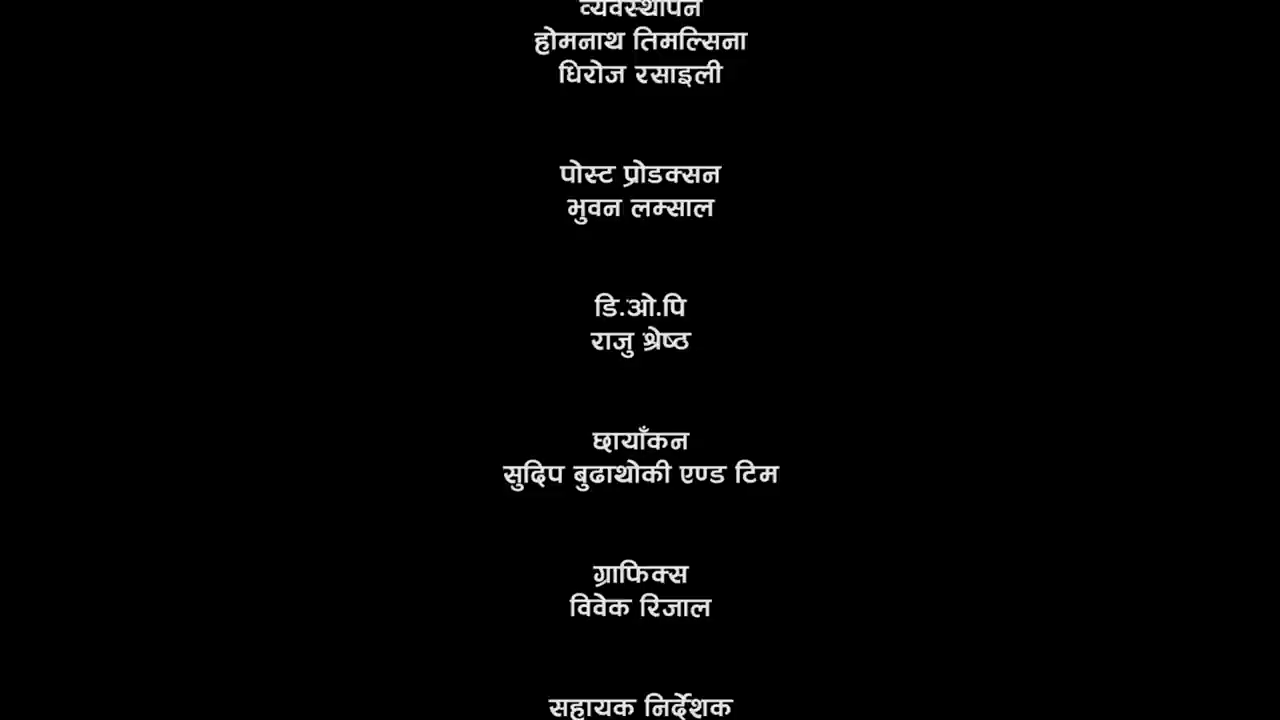 व्यवस्थापन
होमनाथ तिमल्सिना
धिरोज रसाइली
पोस्ट प्रोडक्सन
भुवन लम्साल
डि.ओ.पि
राजु श्रेष्ठ
छायाँकन
सुदिप बुढाथोकी एण्ड टिम
ग्राफिक्स
विवेक रिजाल
सहायक निर्देशक